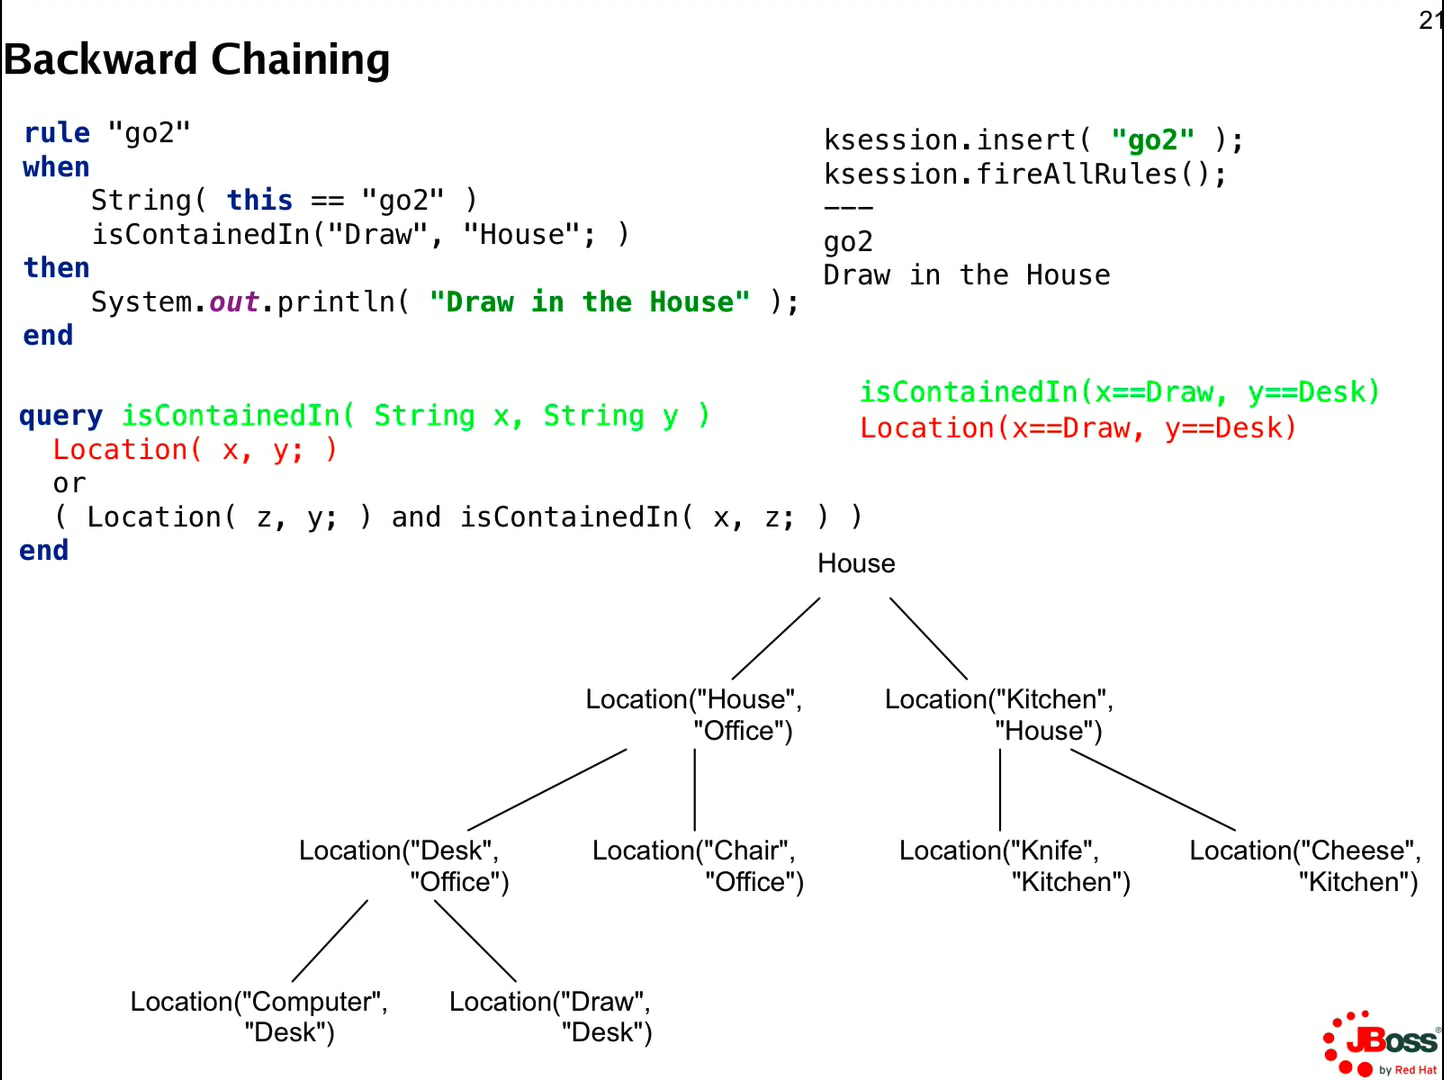 21
Backward Chaining
rule "go2"
when
String( this == "go2" )
isContainedIn("Draw", "House"; )
then
System.out.println( "Draw in the House" );
end
ksession.insert( "go2" );
ksession.fireAllRules();
---
go2
Draw in the House
query isContainedIn( String x, String y )
Location( x, y; )
or
( Location( z, y; ) and isContainedIn( x, z; ) )
end
isContainedIn(x==Draw, y==Desk)
Location(x==Draw, y==Desk)
House
Location("House",
"Office")
Location("Kitchen",
"House")
Location("Desk",
"Office")
Location("Chair",
"Office")
Location("Knife",
"Kitchen")
Location("Cheese",
"Kitchen")
Location("Computer",
"Desk")
Location("Draw",
"Desk")
JBoss®
by Red Hat